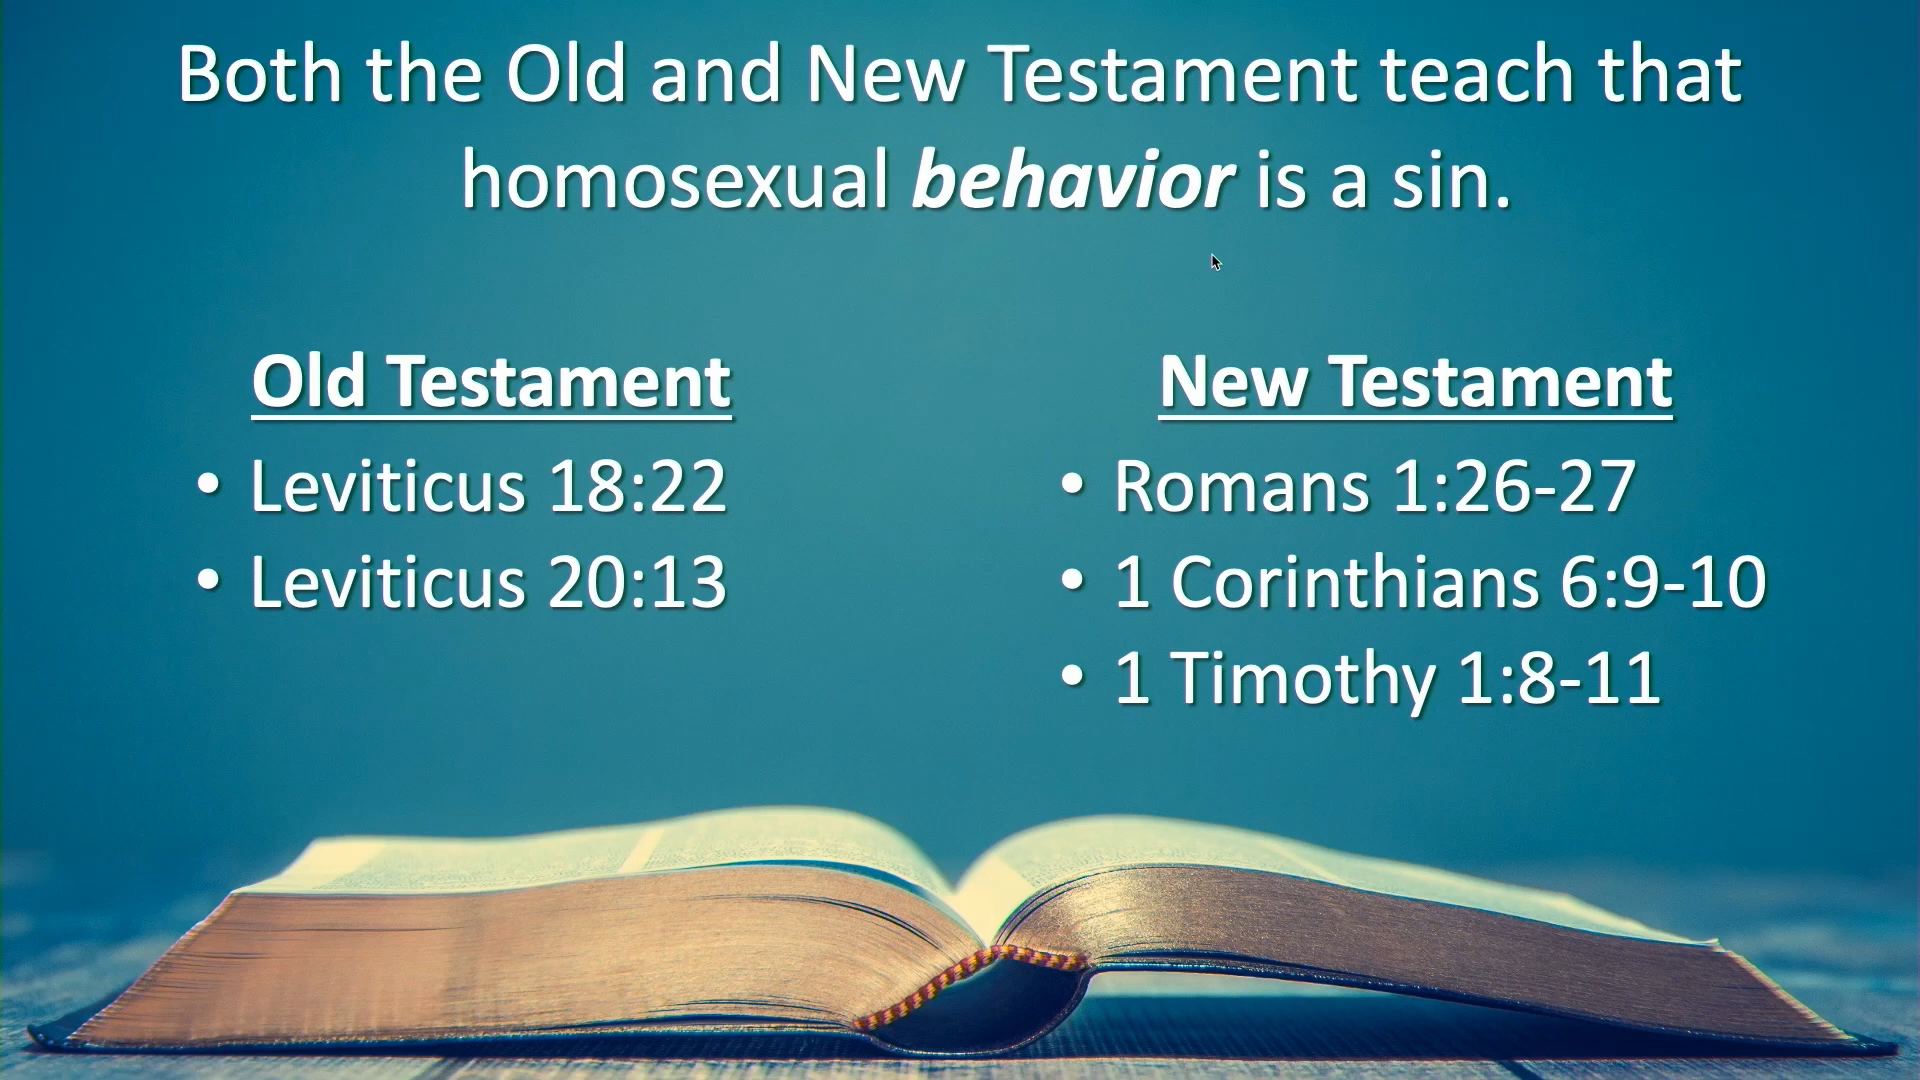 Both the Old and New Testament teach that
homosexual behavior is a sin.
Old Testament
• Leviticus 18:22
• Leviticus 20:13
New Testament
• Romans 1:26-27
• 1 Corinthians 6:9-10
• 1 Timothy 1:8-11